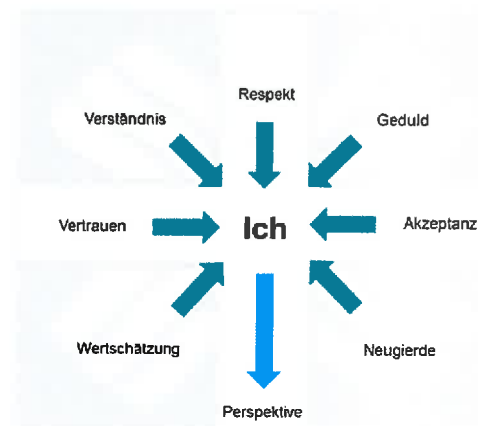 Respekt
Verständnis
Geduld
Vertrauen
Ich
Akzeptanz
Wertschätzung
Neugierde
Perspektive